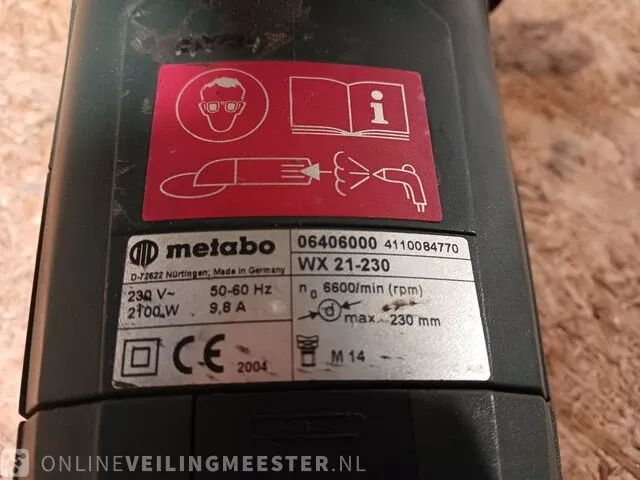 i
metabo
D-72622 Nürtingen, Made in Germany
06406000 4110084770
WX 21-230
230 V~ 50-60 Hz
2100 W 9,8 A
n0 6600/min (rpm)
d max. 230 mm
CE 2004
M 14
ONLINEVEILINGMEESTER.NL